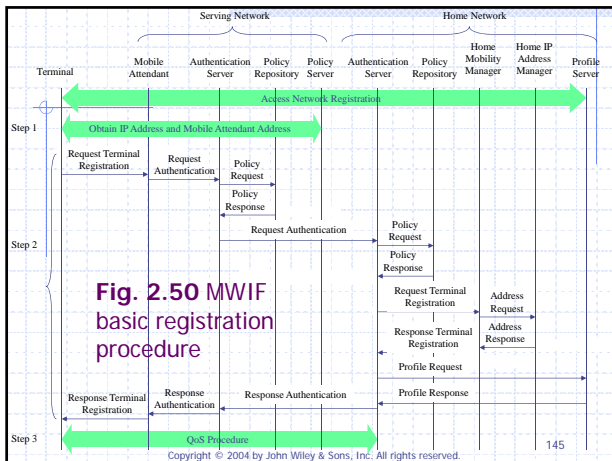 Serving Network
Home Network
Terminal
Mobile
Attendant
Authentication
Server
Policy
Repository
Policy
Server
Authentication
Server
Policy
Repository
Home
Mobility
Manager
Home IP
Address
Manager
Profile
Server
Access Network Registration
Step 1
Obtain IP Address and Mobile Attendant Address
Request Terminal
Registration
Request
Authentication
Policy
Request
Policy
Response
Step 2
Request Authentication
Policy
Request
Policy
Response
Fig. 2.50 MWIF
basic registration
procedure
Request Terminal
Registration
Address
Request
Response Terminal
Registration
Address
Response
Profile Request
Response Terminal
Registration
Response
Authentication
Response Authentication
Profile Response
Step 3
QoS Procedure
145
Copyright © 2004 by John Wiley & Sons, Inc. All rights reserved.